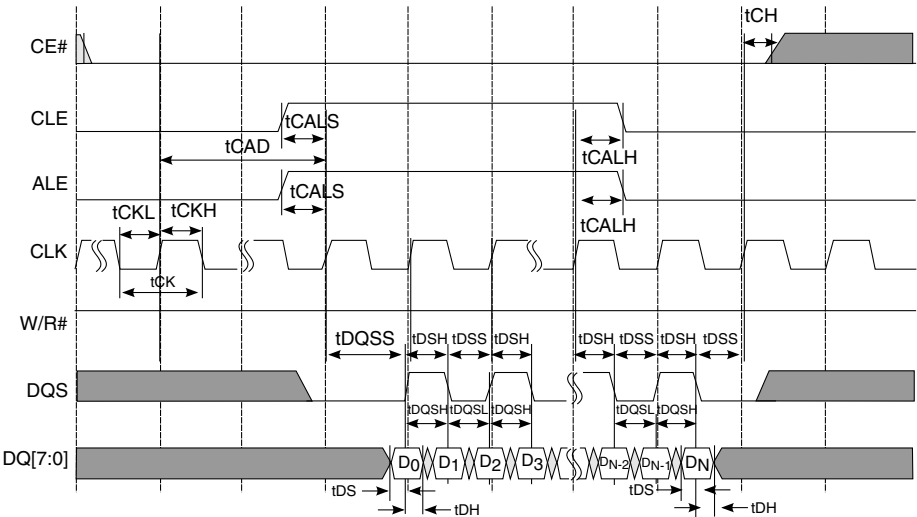 tCH
CE#
CLE
tCALS
tCAD
tCALH
ALE
tCALS
tCKL tCKH
tCALH
CLK
tCK
W/R#
tDQSS tDSH tDSS tDSH tDSH tDSS tDSH tDSS
DQS
tDQSH tDQSL tDQSH tDQSL tDQSH
DQ[7:0] D0 D1 D2 D3 DN-2 DN-1 DN
tDS tDS
tDH tDH